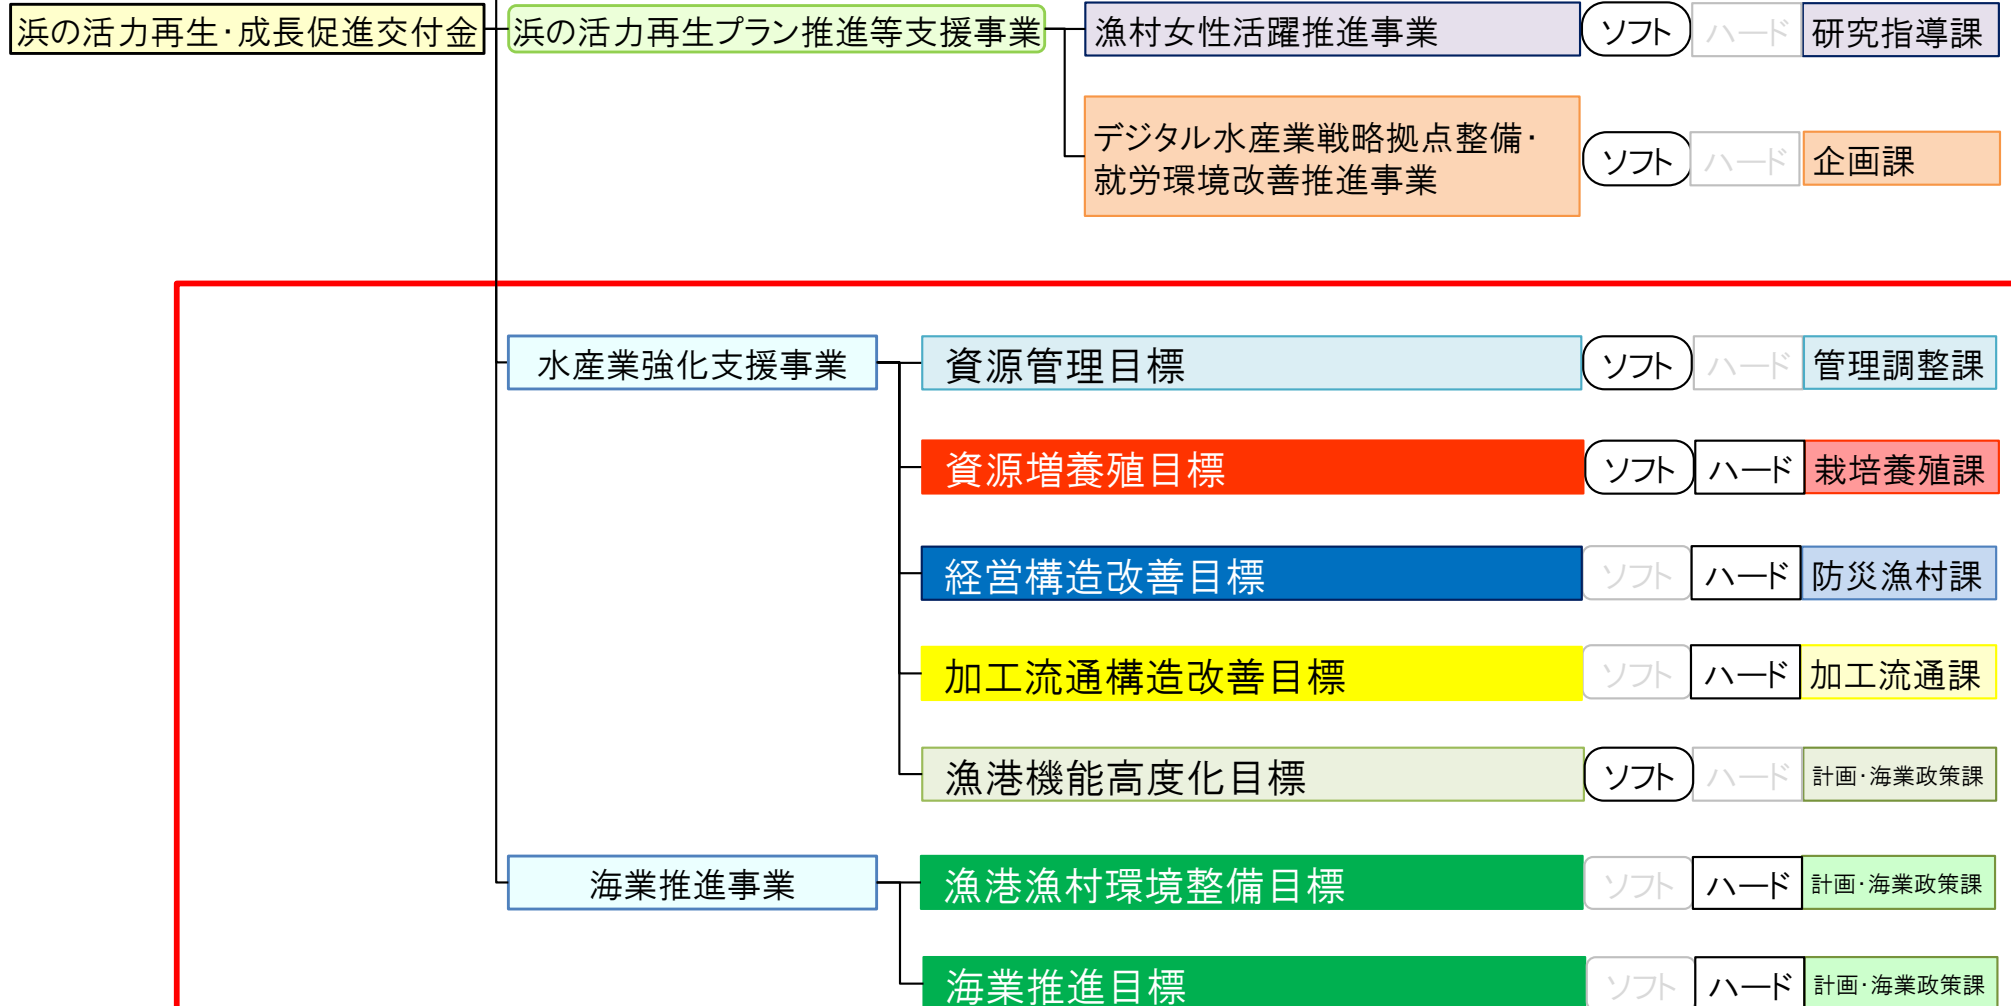 浜の活力再生・成長促進交付金
浜の活力再生プラン推進等支援事業
漁村女性活躍推進事業
ソフト
ハード
研究指導課
デジタル水産業戦略拠点整備・
就労環境改善推進事業
ソフト
ハード
企画課
水産業強化支援事業
資源管理目標
ソフト
ハード
管理調整課
資源増養殖目標
ソフト
ハード
栽培養殖課
経営構造改善目標
ソフト
ハード
防災漁村課
加工流通構造改善目標
ソフト
ハード
加工流通課
漁港機能高度化目標
ソフト
ハード
計画・海業政策課
海業推進事業
漁港漁村環境整備目標
ソフト
ハード
計画・海業政策課
海業推進目標
ソフト
ハード
計画・海業政策課